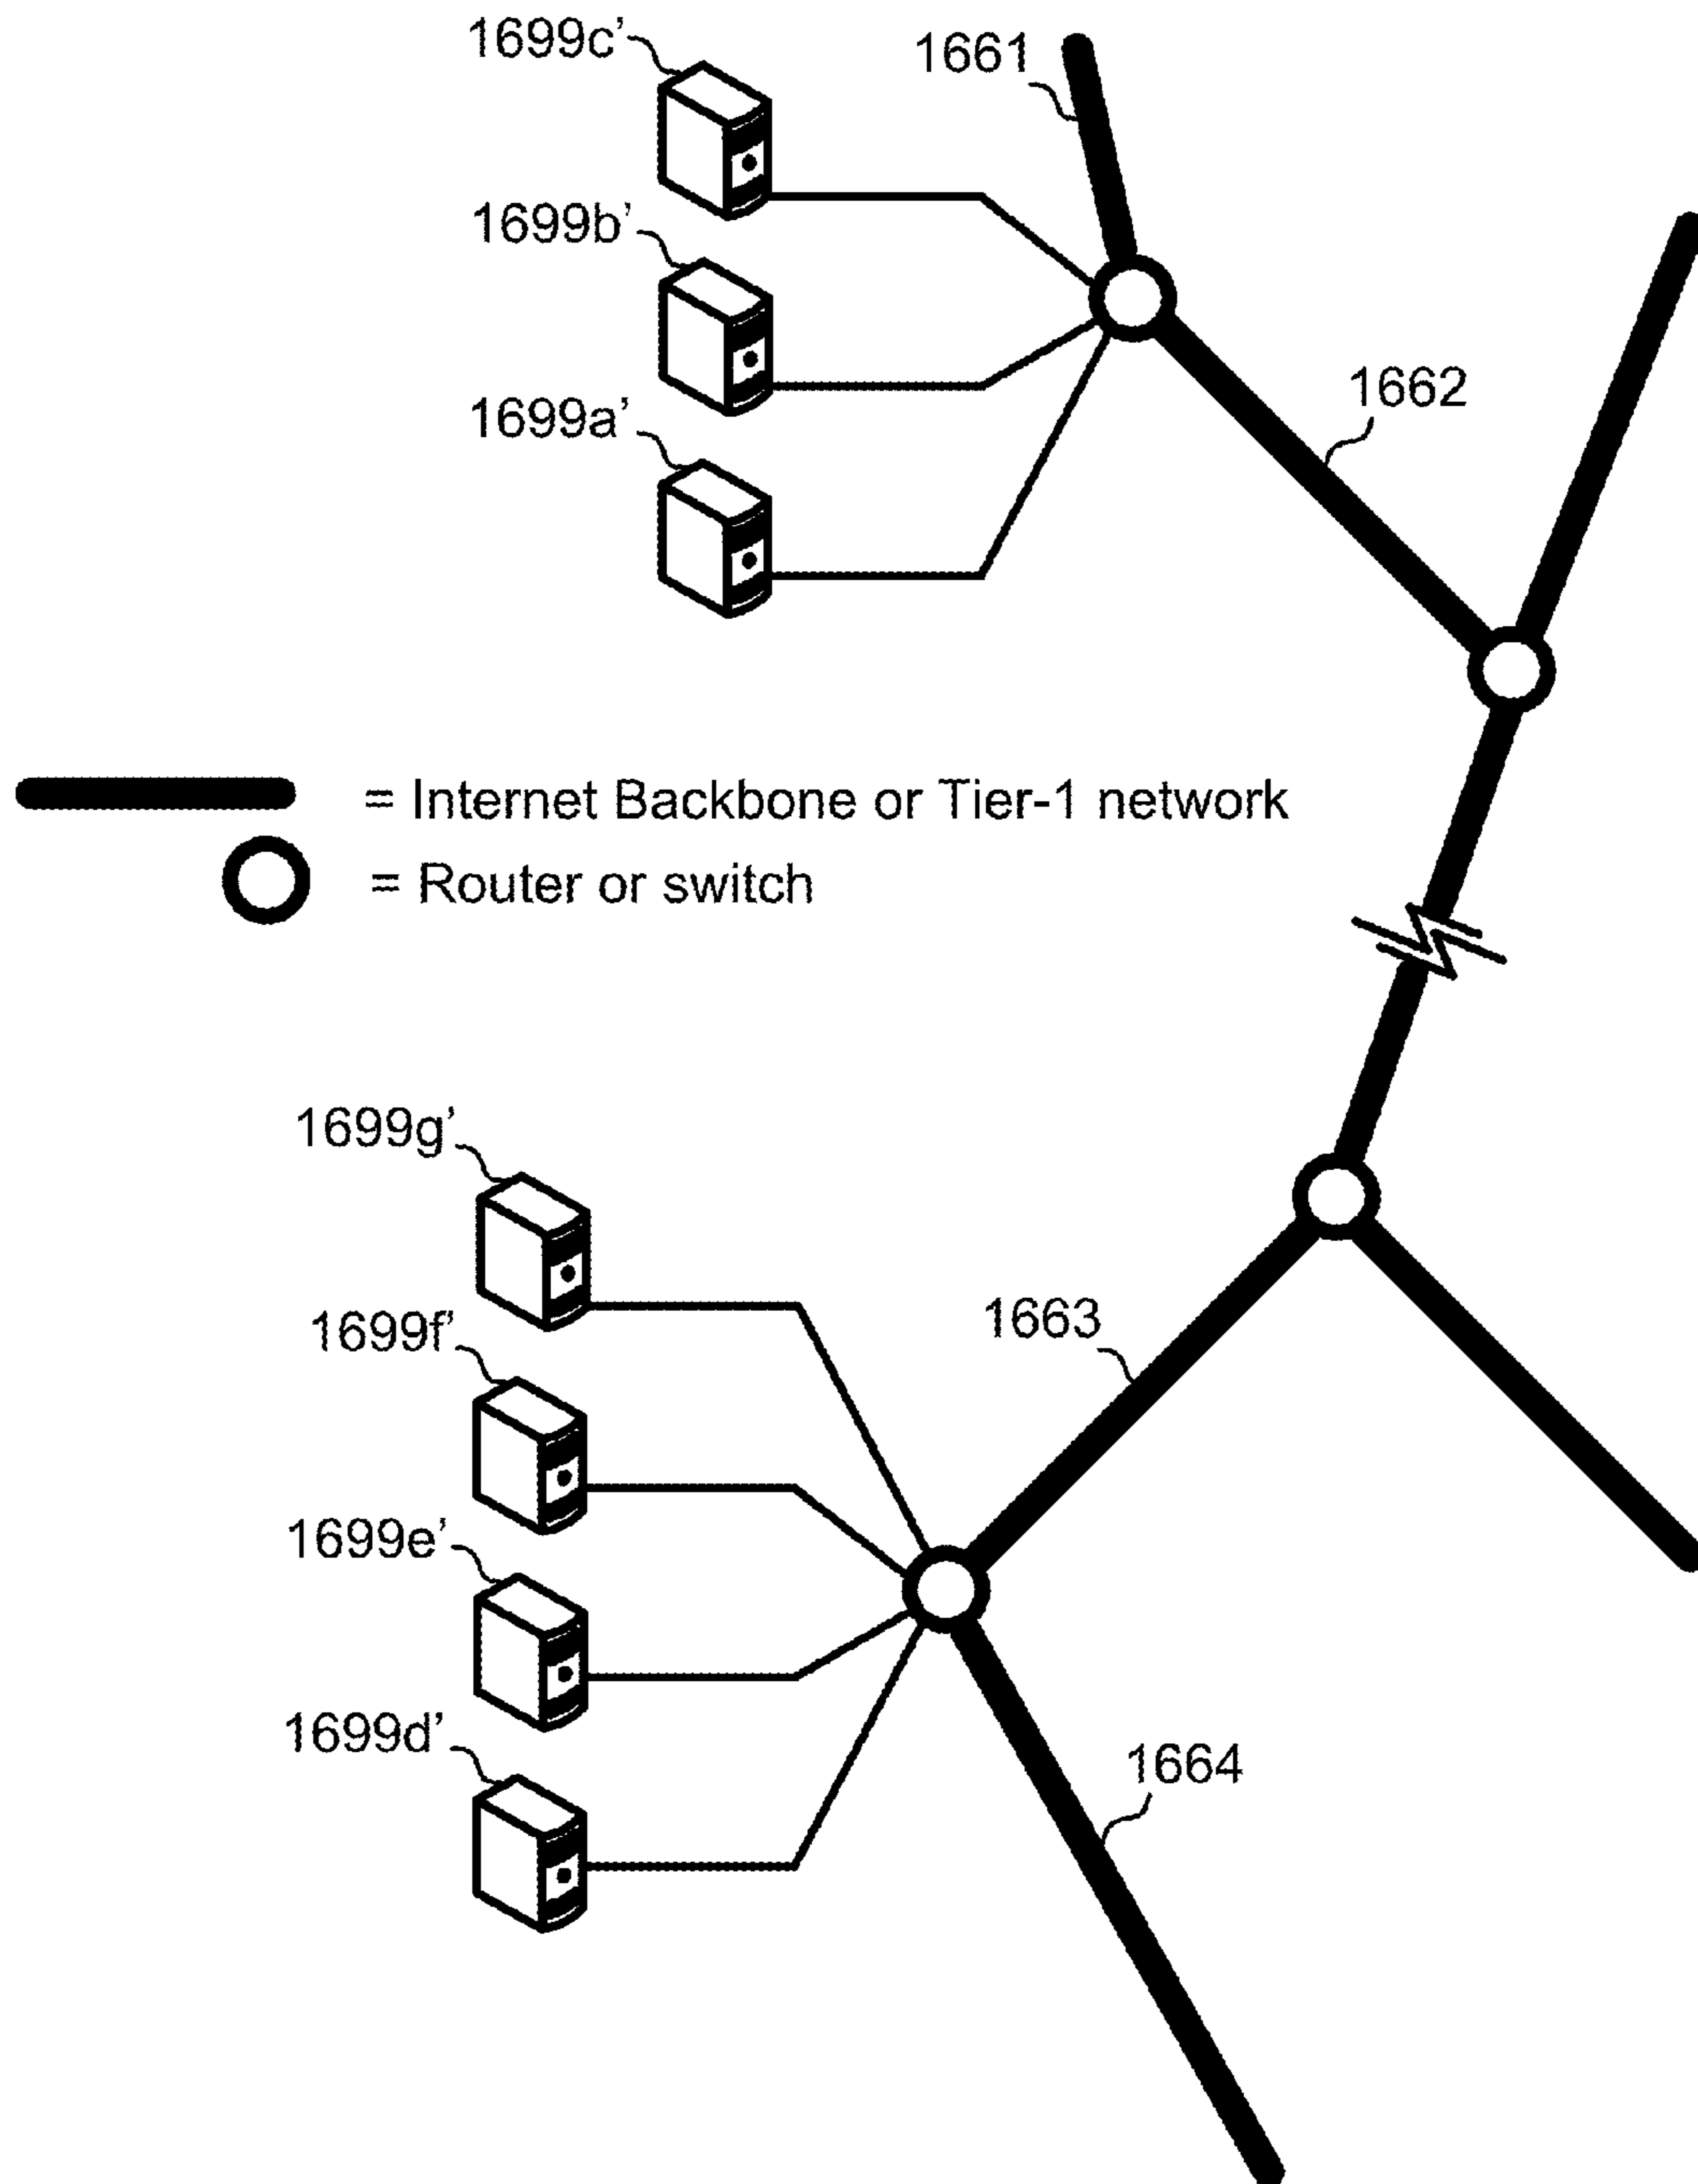 1699c’
1661
1699b’
1662
1699a’
= Internet Backbone or Tier-1 network
= Router or switch
1699g’
1663
1699f’
1699e’
1699d’
1664